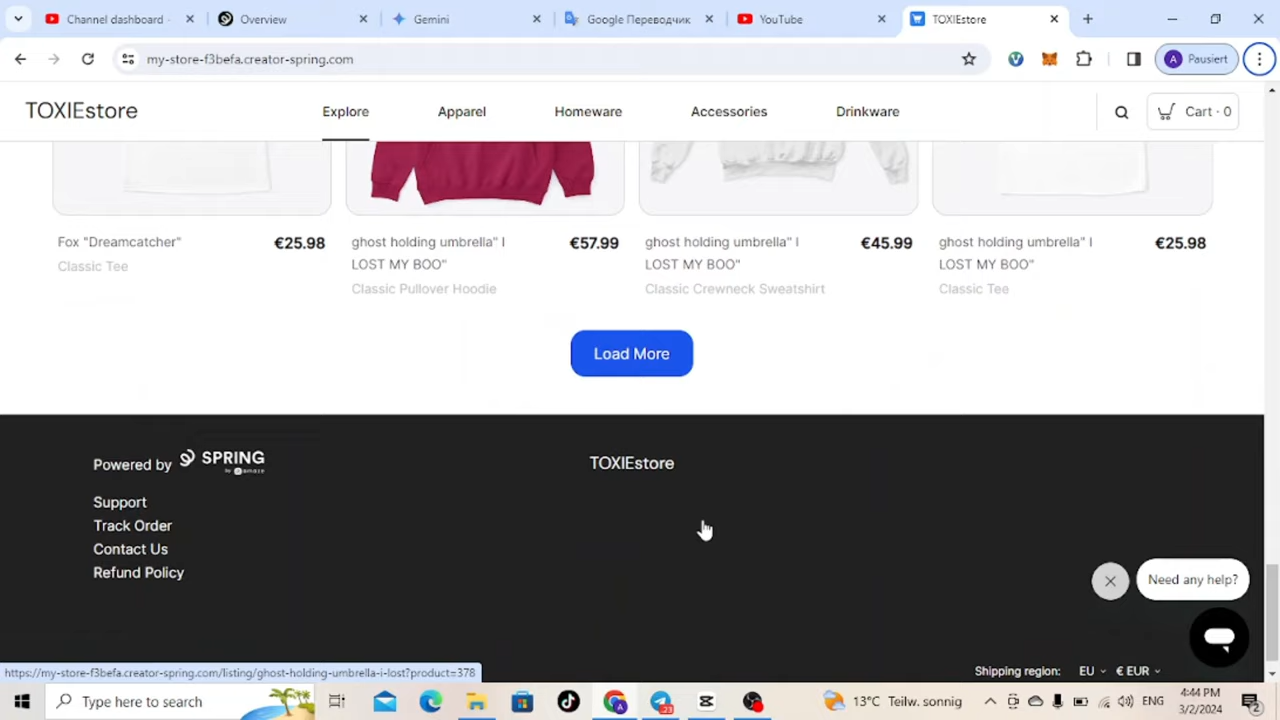 Channel dashboard -
Overview
Gemini
Google Переводчик
YouTube
TOXIEstore
my-store-f3befa.creator-spring.com
A Pausiert
TOXIEstore
Explore
Apparel
Homeware
Accessories
Drinkware
Cart · 0
Fox "Dreamcatcher"
€25.98
Classic Tee
ghost holding umbrella" I
LOST MY BOO"
€57.99
Classic Pullover Hoodie
ghost holding umbrella" I
LOST MY BOO"
€45.99
Classic Crewneck Sweatshirt
ghost holding umbrella" I
LOST MY BOO"
€25.98
Classic Tee
Load More
Powered by SPRING
by amaze
Support
Track Order
Contact Us
Refund Policy
TOXIEstore
Need any help?
Shipping region: EU € EUR
https://my-store-f3befa.creator-spring.com/listing/ghost-holding-umbrella-i-lost?product=378
Type here to search
23
13°C Teilw. sonnig
ENG
4:44 PM
3/2/2024
2